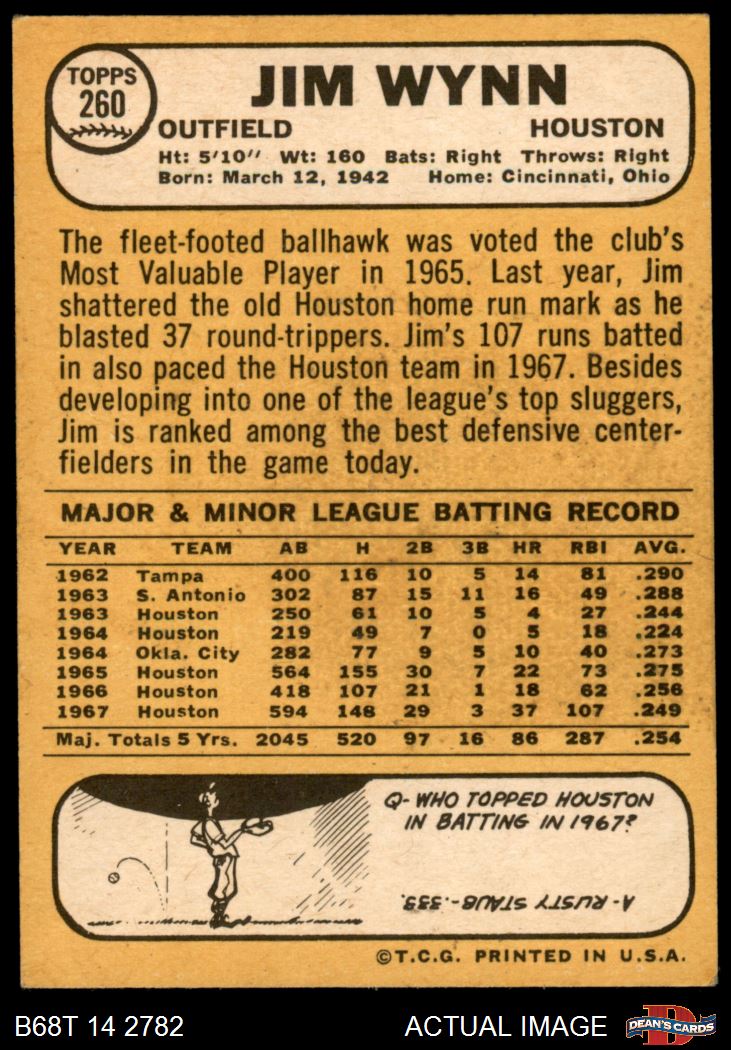 TOPPS
260
JIM WYNN
OUTFIELD HOUSTON
Ht: 5'10" Wt: 160 Bats: Right Throws: Right
Born: March 12, 1942 Home: Cincinnati, Ohio
The fleet-footed ballhawk was voted the club's
Most Valuable Player in 1965. Last year, Jim
shattered the old Houston home run mark as he
blasted 37 round-trippers. Jim's 107 runs batted
in also paced the Houston team in 1967. Besides
developing into one of the league's top sluggers,
Jim is ranked among the best defensive center-
fielders in the game today.
MAJOR & MINOR LEAGUE BATTING RECORD
YEAR TEAM AB H 2B 3B HR RBI AVG.
1962 Tampa 400 116 10 5 14 81 .290
1963 S. Antonio 302 87 15 11 16 49 .288
1963 Houston 250 61 10 5 4 27 .244
1964 Houston 219 49 7 0 5 18 .224
1964 Okla. City 282 77 9 5 10 40 .273
1965 Houston 564 155 30 7 22 73 .275
1966 Houston 418 107 21 1 18 62 .256
1967 Houston 594 148 29 3 37 107 .249
Maj. Totals 5 Yrs. 2045 520 97 16 86 287 .254
Q- WHO TOPPED HOUSTON
IN BATTING IN 1967?
A- RUSTY STAUB-.333.
©T.C.G. PRINTED IN U.S.A.
B68T 14 2782 ACTUAL IMAGE DEAN'S CARDS